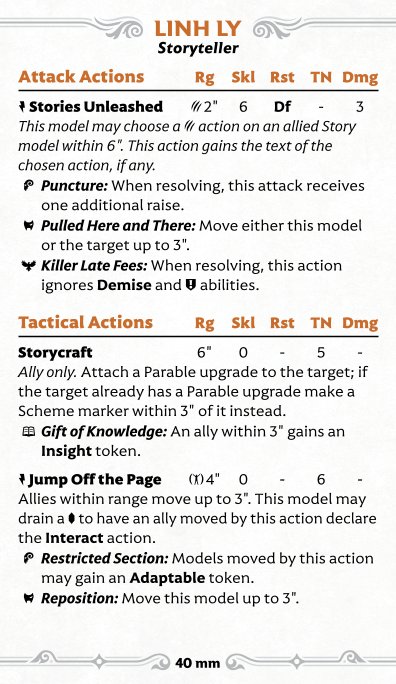 LINH LY
Storyteller
Attack Actions Rg Skl Rst TN Dmg
Stories Unleashed 2" 6 Df - 3
This model may choose a action on an allied Story
model within 6". This action gains the text of the
chosen action, if any.
Puncture: When resolving, this attack receives
one additional raise.
Pulled Here and There: Move either this model
or the target up to 3".
Killer Late Fees: When resolving, this action
ignores Demise and abilities.
Tactical Actions Rg Skl Rst TN Dmg
Storycraft 6" 0 - 5 -
Ally only. Attach a Parable upgrade to the target; if
the target already has a Parable upgrade make a
Scheme marker within 3" of it instead.
Gift of Knowledge: An ally within 3" gains an
Insight token.
Jump Off the Page 4" 0 - 6 -
Allies within range move up to 3". This model may
drain a to have an ally moved by this action declare
the Interact action.
Restricted Section: Models moved by this action
may gain an Adaptable token.
Reposition: Move this model up to 3".
40 mm